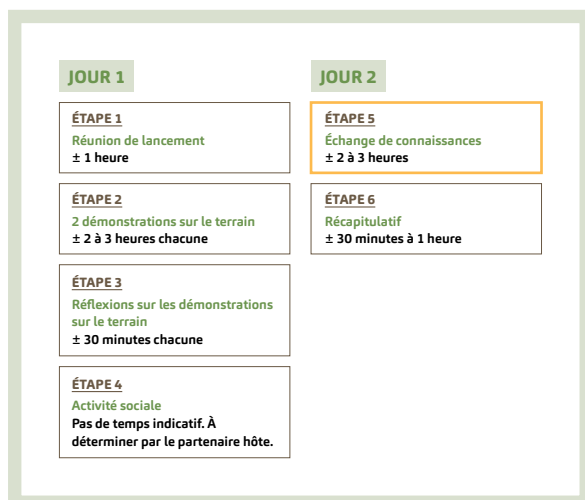 JOUR 1
ÉTAPE 1
Réunion de lancement
± 1 heure
ÉTAPE 2
2 démonstrations sur le terrain
± 2 à 3 heures chacune
ÉTAPE 3
Réflexions sur les démonstrations
sur le terrain
± 30 minutes chacune
ÉTAPE 4
Activité sociale
Pas de temps indicatif. À
déterminer par le partenaire hôte.
JOUR 2
ÉTAPE 5
Échange de connaissances
± 2 à 3 heures
ÉTAPE 6
Récapitulatif
± 30 minutes à 1 heure